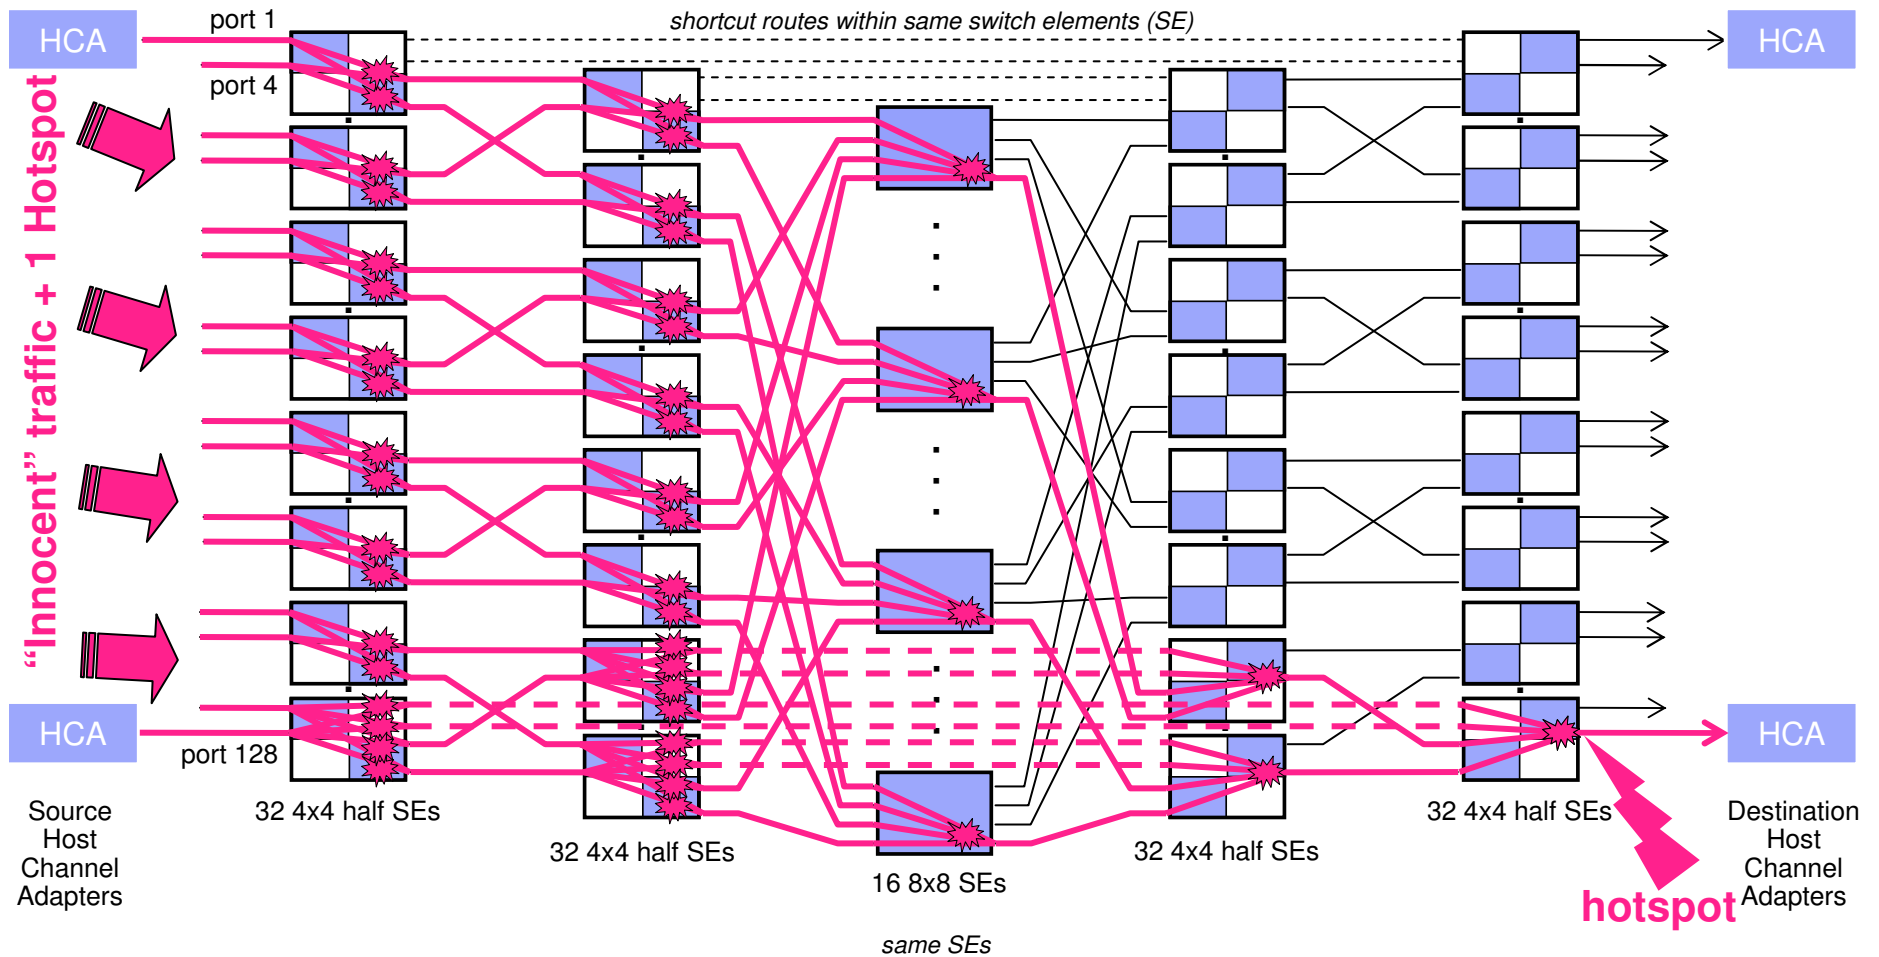 HCA
port 1
shortcut routes within same switch elements (SE)
HCA
port 4
“Innocent” traffic + 1 Hotspot
HCA
port 128
HCA
Source
Host
Channel
Adapters
32 4x4 half SEs
32 4x4 half SEs
16 8x8 SEs
32 4x4 half SEs
32 4x4 half SEs
Destination
Host
Channel
Adapters
hotspot
same SEs